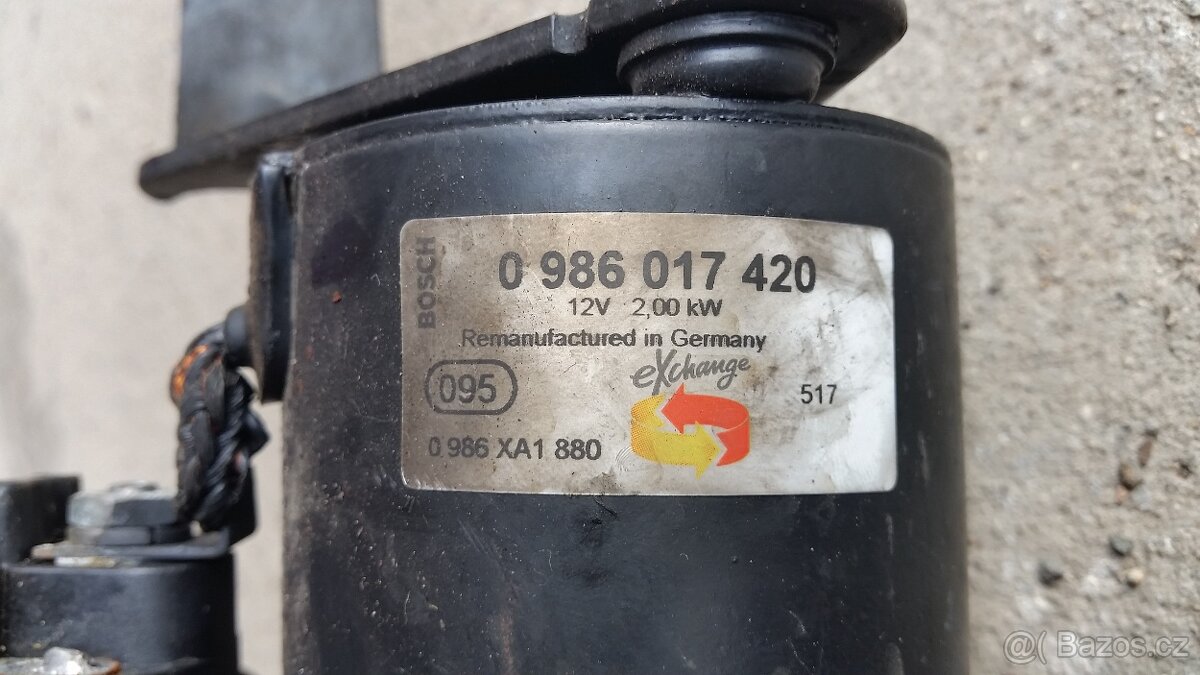 BOSCH
0 986 017 420
12V 2,00 kW
Remanufactured in Germany
eXchange
095
517
0 986 XA1 880
Bazos.cz